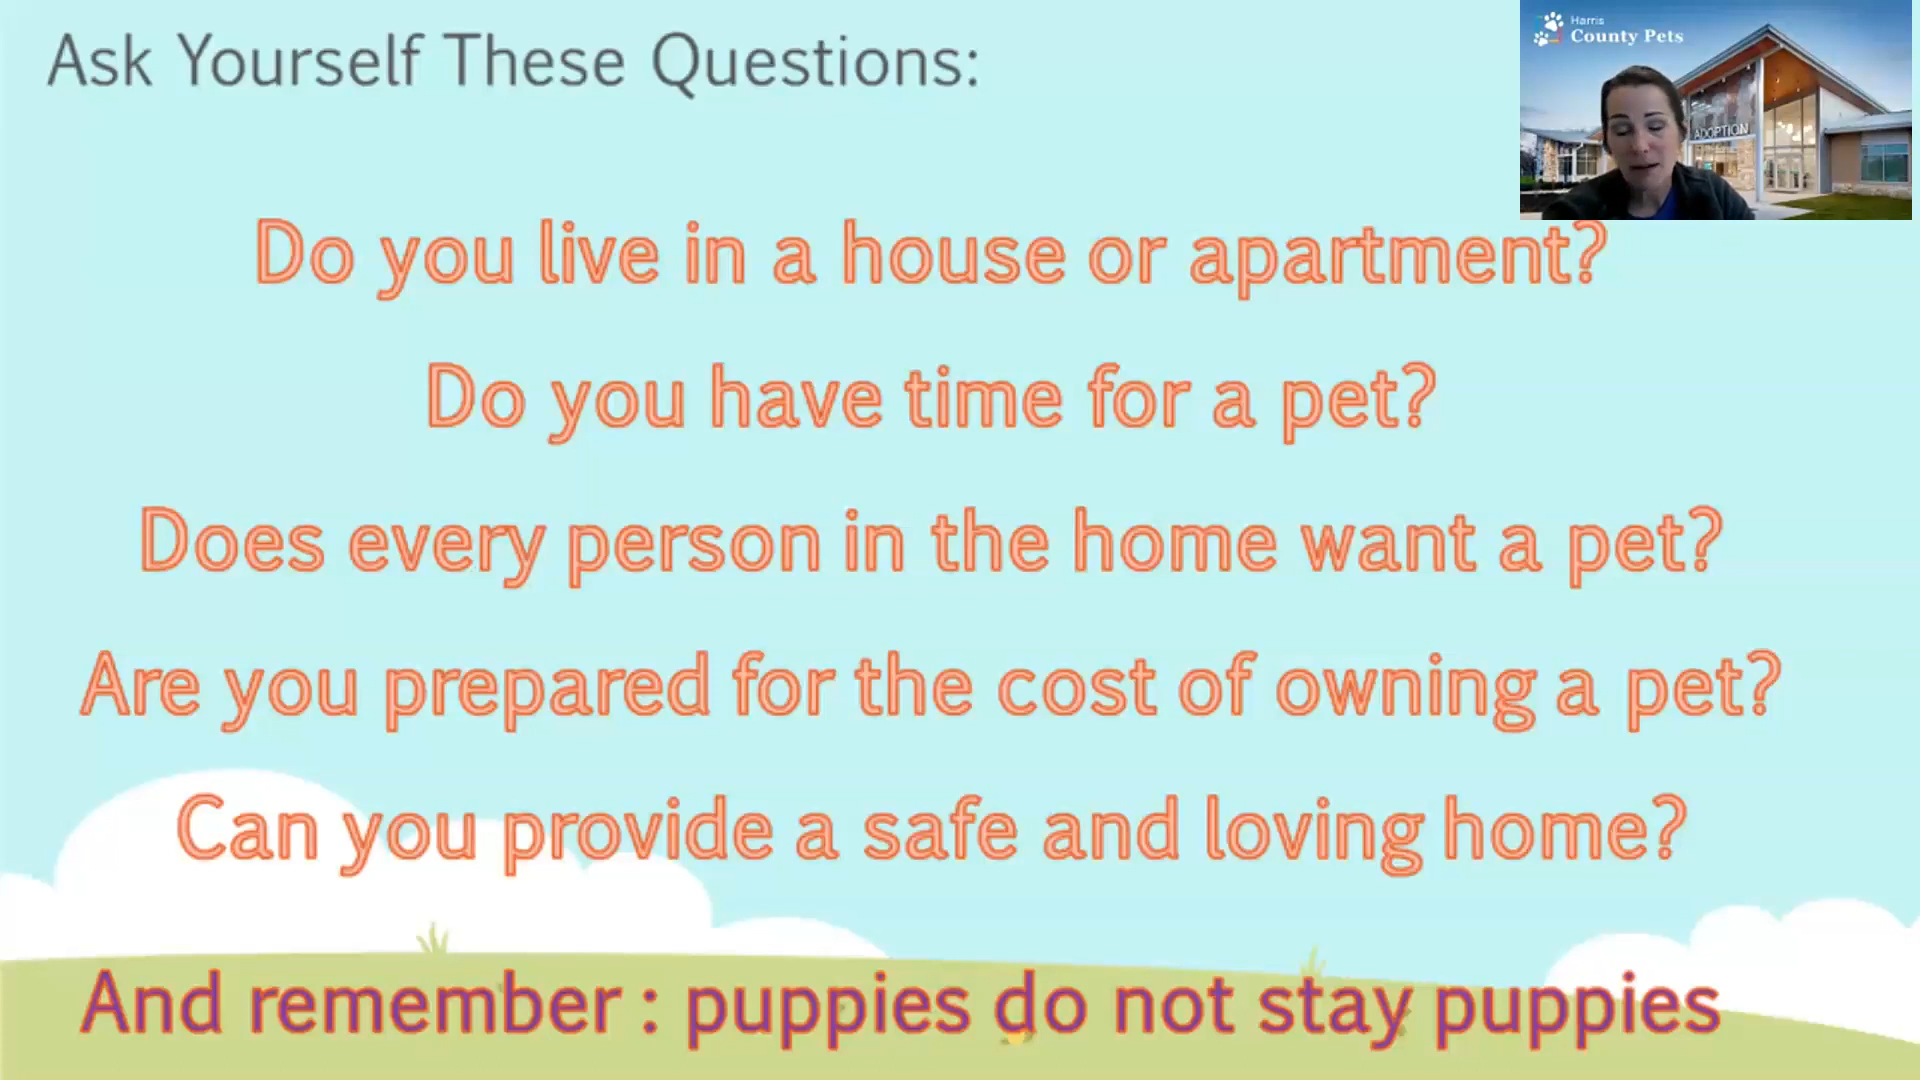 Ask Yourself These Questions:
Harris
County Pets
ADOPTION
Do you live in a house or apartment?
Do you have time for a pet?
Does every person in the home want a pet?
Are you prepared for the cost of owning a pet?
Can you provide a safe and loving home?
And remember : puppies do not stay puppies